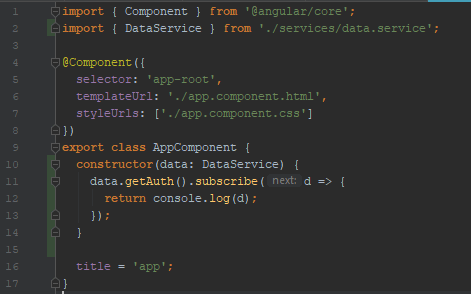 1 import { Component } from '@angular/core';
2 import { DataService } from './services/data.service';
3
4 @Component({
5   selector: 'app-root',
6   templateUrl: './app.component.html',
7   styleUrls: ['./app.component.css']
8 })
9 export class AppComponent {
10   constructor(data: DataService) {
11     data.getAuth().subscribe( next: d => {
12       return console.log(d);
13     });
14   }
15
16   title = 'app';
17 }